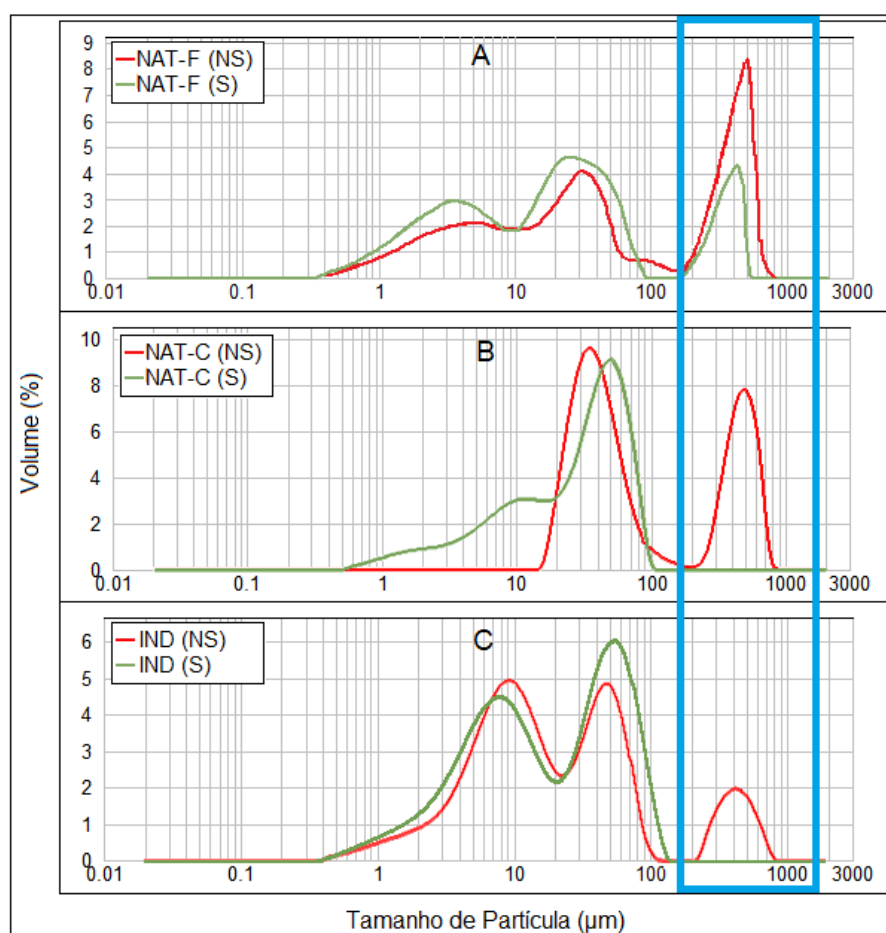 A
NAT-F (NS)
NAT-F (S)
9
8
7
6
5
4
3
2
1
0
0.01 0.1 1 10 100 1000 3000
B
NAT-C (NS)
NAT-C (S)
10
8
6
4
2
0
0.01 0.1 1 10 100 1000 3000
C
IND (NS)
IND (S)
6
5
4
3
2
1
0
0.01 0.1 1 10 100 1000 3000
Volume (%)
Tamanho de Partícula (µm)